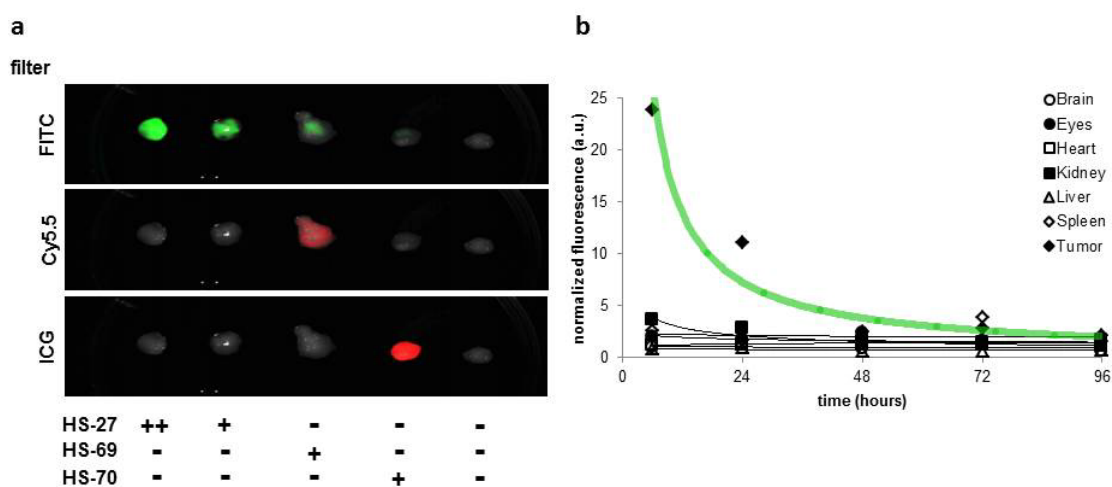 a
filter
FITC
Cy5.5
ICG
HS-27 ++ + - - -
HS-69 - - + - -
HS-70 - - - + -
b
normalized fluorescence (a.u.)
25
20
15
10
5
0
0 24 48 72 96
time (hours)
Brain
Eyes
Heart
Kidney
Liver
Spleen
Tumor